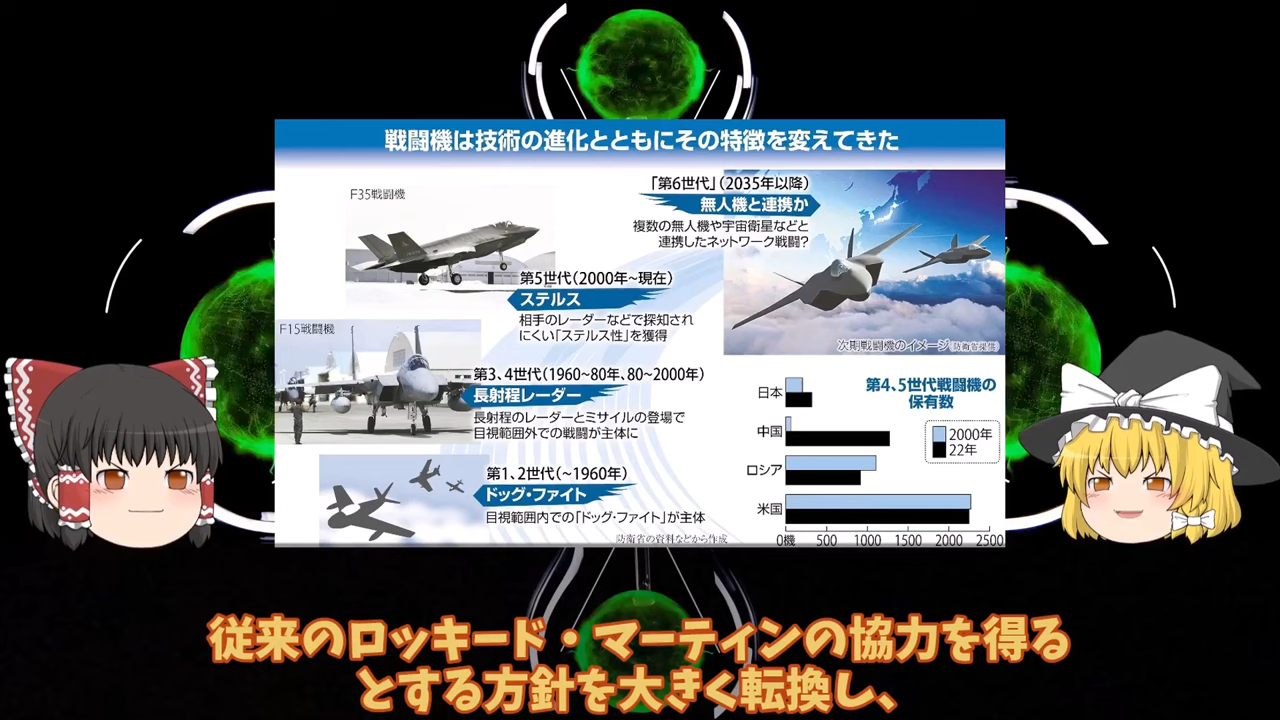 戦闘機は技術の進化とともにその特徴を変えてきた
F35戦闘機
「第6世代」(2035年以降)
無人機と連携か
複数の無人機や宇宙衛星などと
連携したネットワーク戦闘?
次期戦闘機のイメージ(防衛省提供)
第5世代(2000年~現在)
ステルス
相手のレーダーなどで探知され
にくい「ステルス性」を獲得
F15戦闘機
第3、4世代(1960~80年、80~2000年)
長射程レーダー
長射程のレーダーとミサイルの登場で
目視範囲外での戦闘が主体に
第1、2世代(~1960年)
ドッグ・ファイト
目視範囲内での「ドッグ・ファイト」が主体
防衛省の資料などから作成
第4、5世代戦闘機の
保有数
2000年
22年
日本
中国
ロシア
米国
0機 500 1000 1500 2000 2500
従来のロッキード・マーティンの協力を得る
とする方針を大きく転換し、